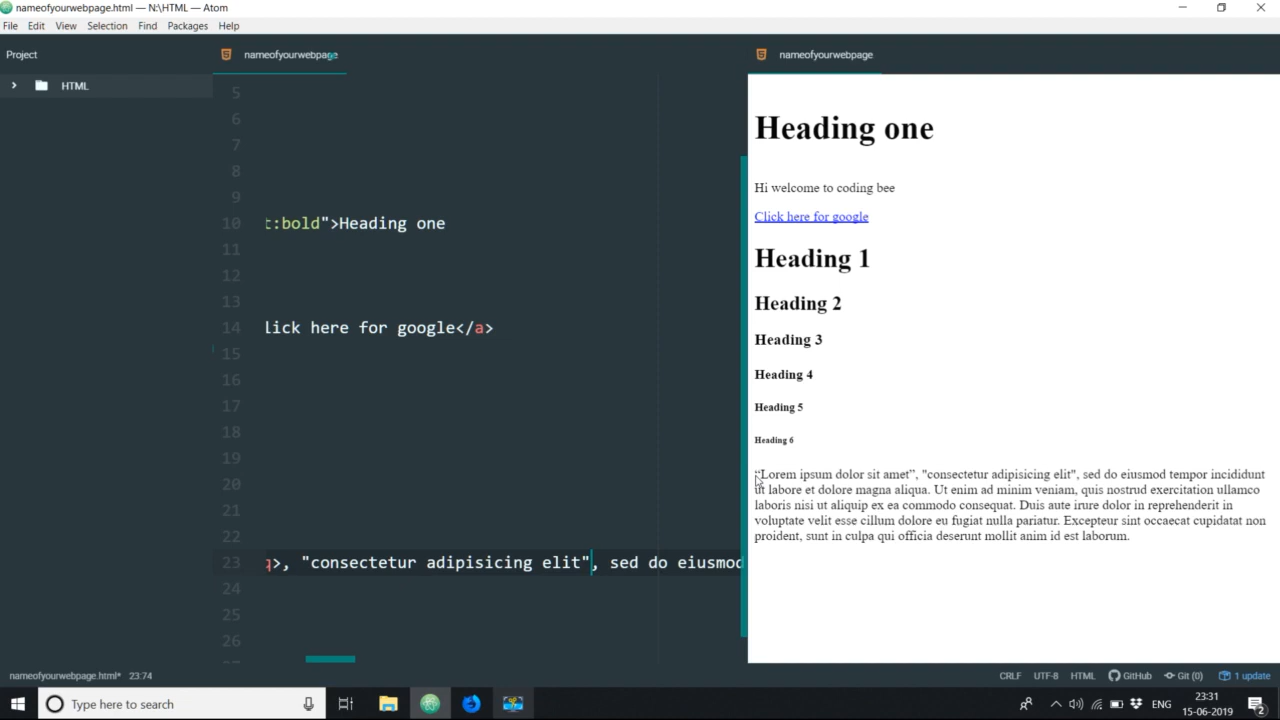 nameofyourwebpage.html — N:\HTML — Atom
File Edit View Selection Find Packages Help
Project
nameofyourwebpage
nameofyourwebpage
HTML
5
6
7
8
9
10 t:bold">Heading one
11
12
13
14 lick here for google</a>
15
16
17
18
19
20
21
22
23 q>, "consectetur adipisicing elit", sed do eiusmod
24
25
26
Heading one
Hi welcome to coding bee
Click here for google
Heading 1
Heading 2
Heading 3
Heading 4
Heading 5
Heading 6
“Lorem ipsum dolor sit amet”, "consectetur adipisicing elit", sed do eiusmod tempor incididunt
ut labore et dolore magna aliqua. Ut enim ad minim veniam, quis nostrud exercitation ullamco
laboris nisi ut aliquip ex ea commodo consequat. Duis aute irure dolor in reprehenderit in
voluptate velit esse cillum dolore eu fugiat nulla pariatur. Excepteur sint occaecat cupidatat non
proident, sunt in culpa qui officia deserunt mollit anim id est laborum.
nameofyourwebpage.html* 23:74
CRLF UTF-8 HTML GitHub Git (0) 1 update
Type here to search
ENG
23:31
15-06-2019
2